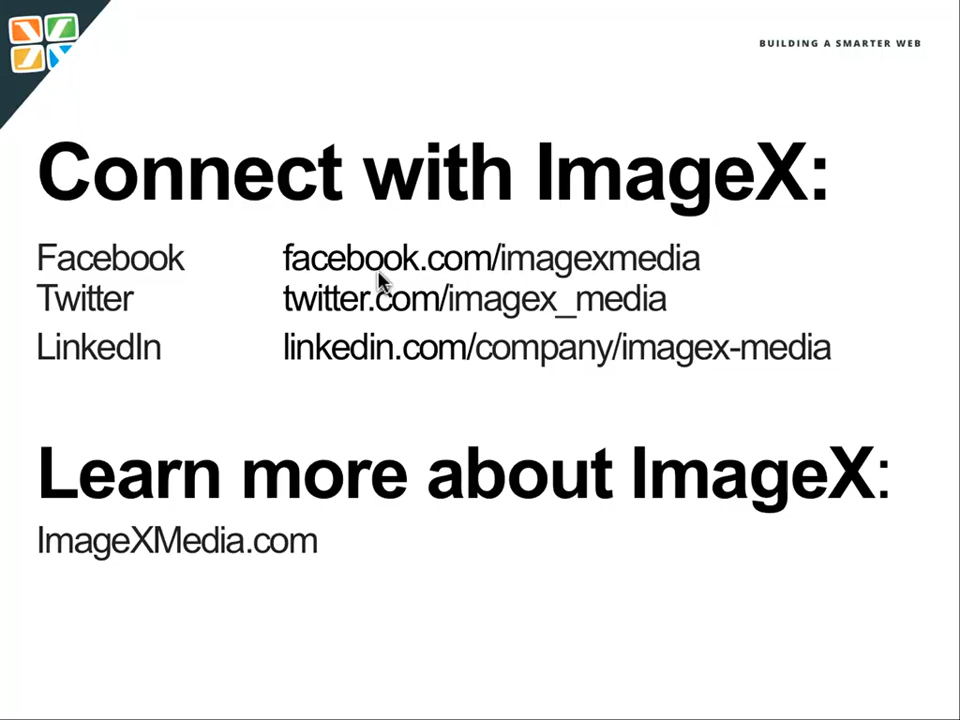 BUILDING A SMARTER WEB
Connect with ImageX:
Facebook facebook.com/imagexmedia
Twitter twitter.com/imagex_media
LinkedIn linkedin.com/company/imagex-media
Learn more about ImageX:
ImageXMedia.com